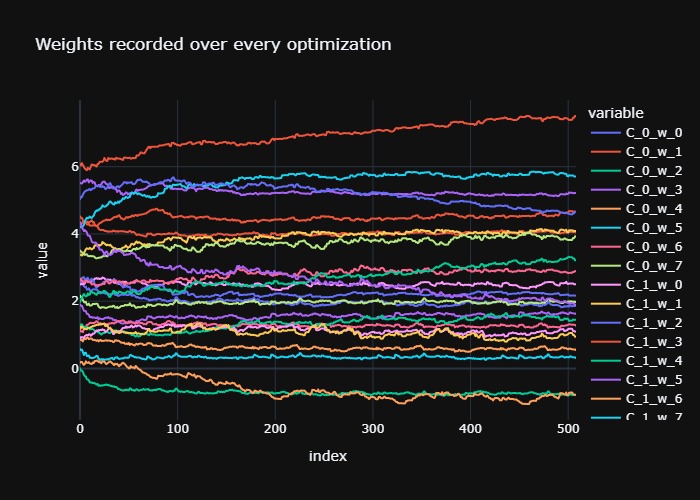 Weights recorded over every optimization
variable
C_0_w_0
C_0_w_1
C_0_w_2
C_0_w_3
C_0_w_4
C_0_w_5
C_0_w_6
C_0_w_7
C_1_w_0
C_1_w_1
C_1_w_2
C_1_w_3
C_1_w_4
C_1_w_5
C_1_w_6
C_1_w_7
value
6
4
2
0
0
100
200
300
400
500
index